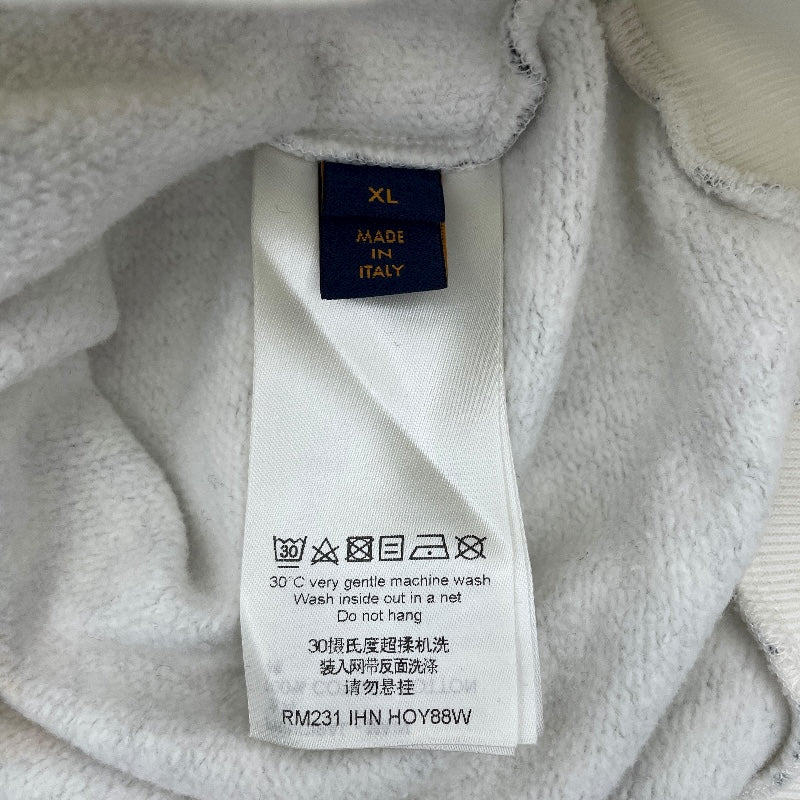 XL
MADE
IN
ITALY
30
30°C very gentle machine wash
Wash inside out in a net
Do not hang
30摄氏度超揉机洗
装入网带反面洗涤
请勿悬挂
RM231 IHN HOY88W